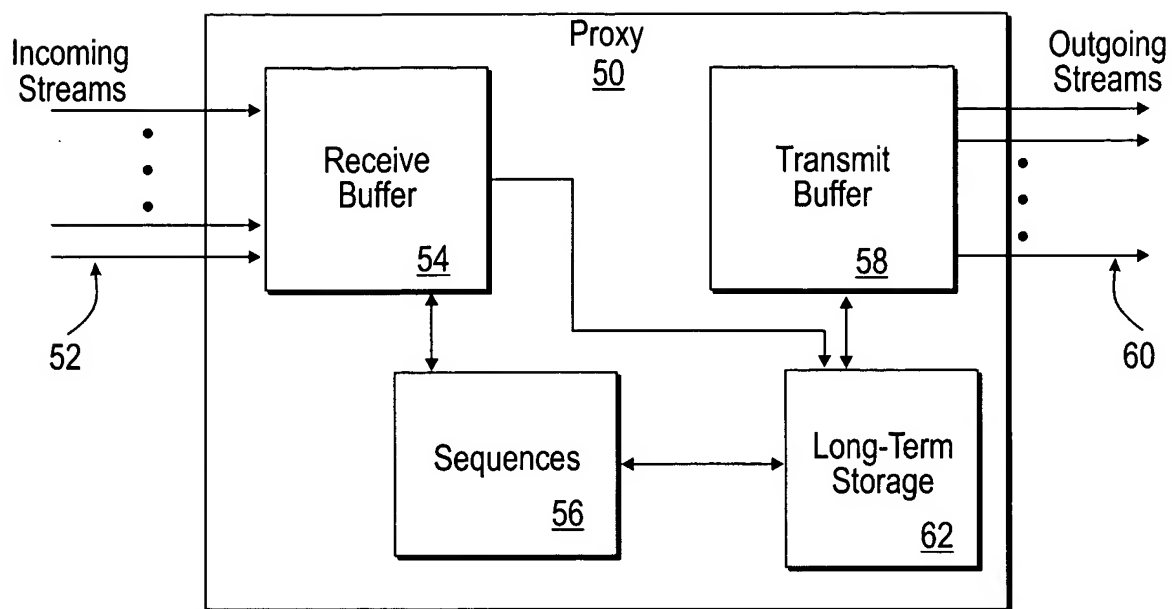 Proxy
50
Incoming
Streams
Outgoing
Streams
Receive
Buffer
54
Transmit
Buffer
58
52
60
Sequences
56
Long-Term
Storage
62